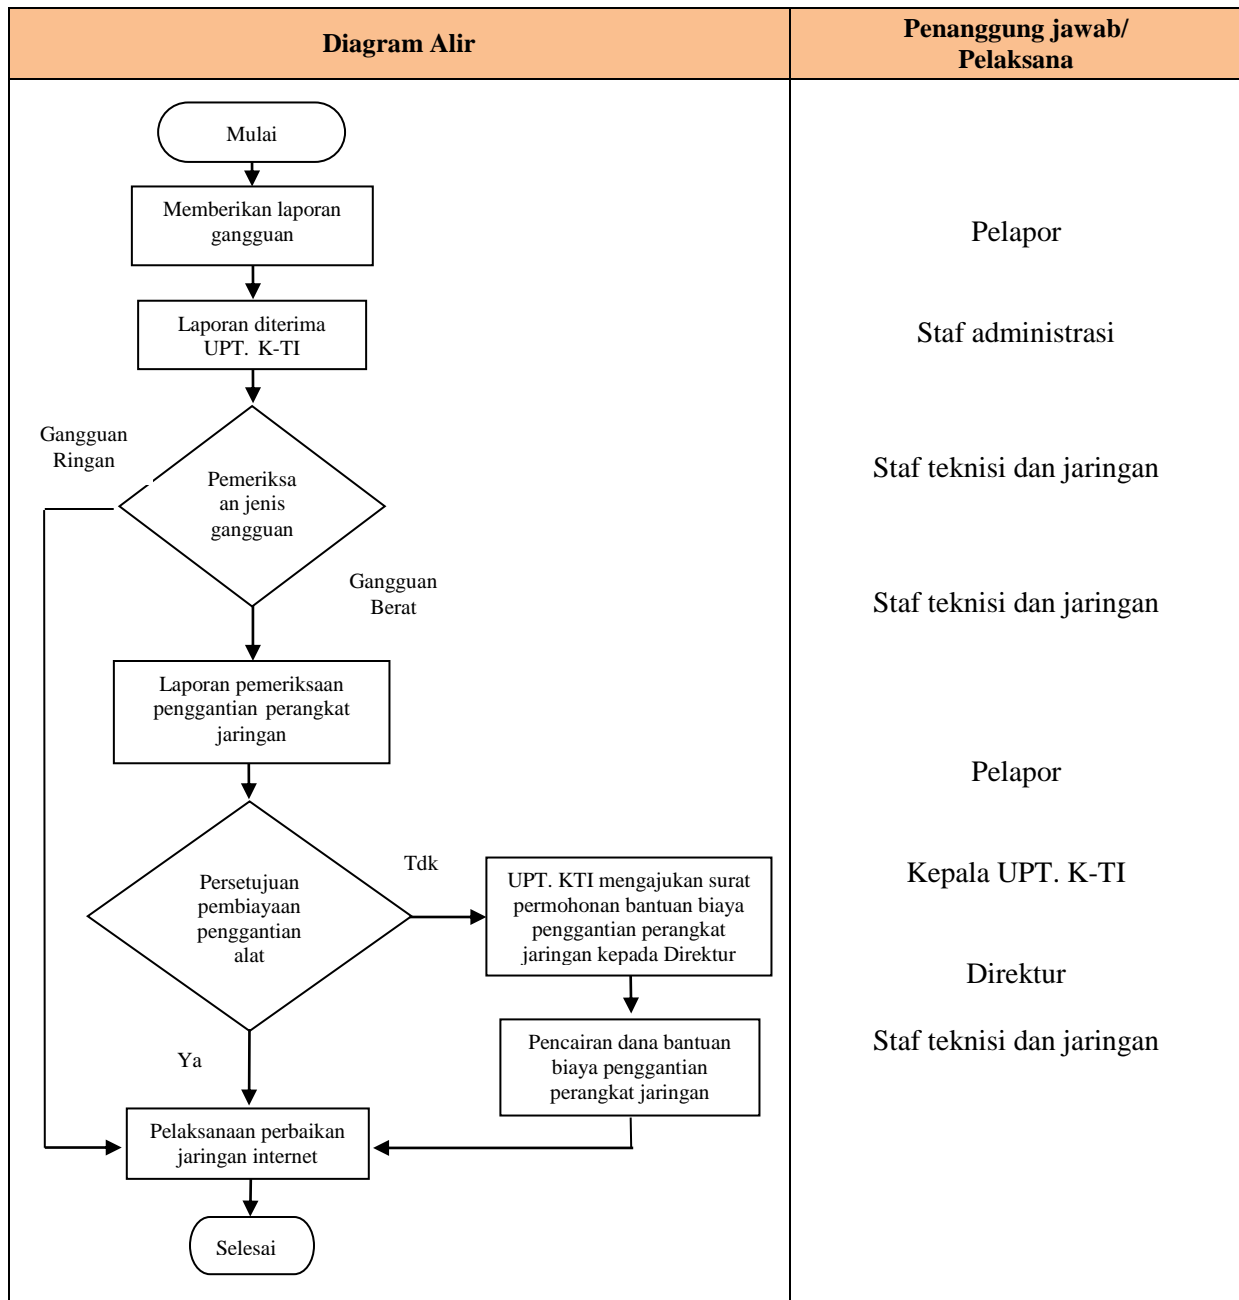 Diagram Alir
Penanggung jawab/
Pelaksana
Mulai
Memberikan laporan
gangguan
Pelapor
Laporan diterima
UPT. K-TI
Staf administrasi
Gangguan
Ringan
Pemeriksa
an jenis
gangguan
Staf teknisi dan jaringan
Gangguan
Berat
Staf teknisi dan jaringan
Laporan pemeriksaan
penggantian perangkat
jaringan
Pelapor
Persetujuan
pembiayaan
penggantian
alat
Tdk
UPT. KTI mengajukan surat
permohonan bantuan biaya
penggantian perangkat
jaringan kepada Direktur
Kepala UPT. K-TI
Direktur
Ya
Pencairan dana bantuan
biaya penggantian
perangkat jaringan
Staf teknisi dan jaringan
Pelaksanaan perbaikan
jaringan internet
Selesai